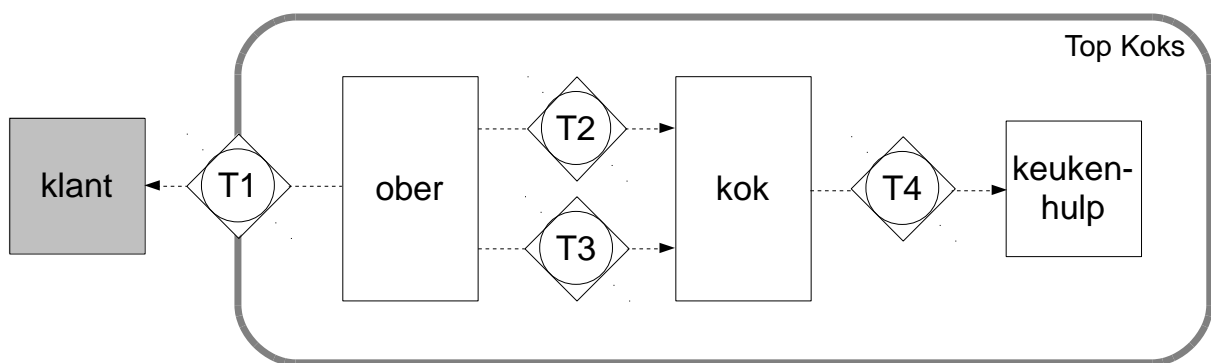 Top Koks
klant
T1
ober
T2
T3
kok
T4
keuken-
hulp